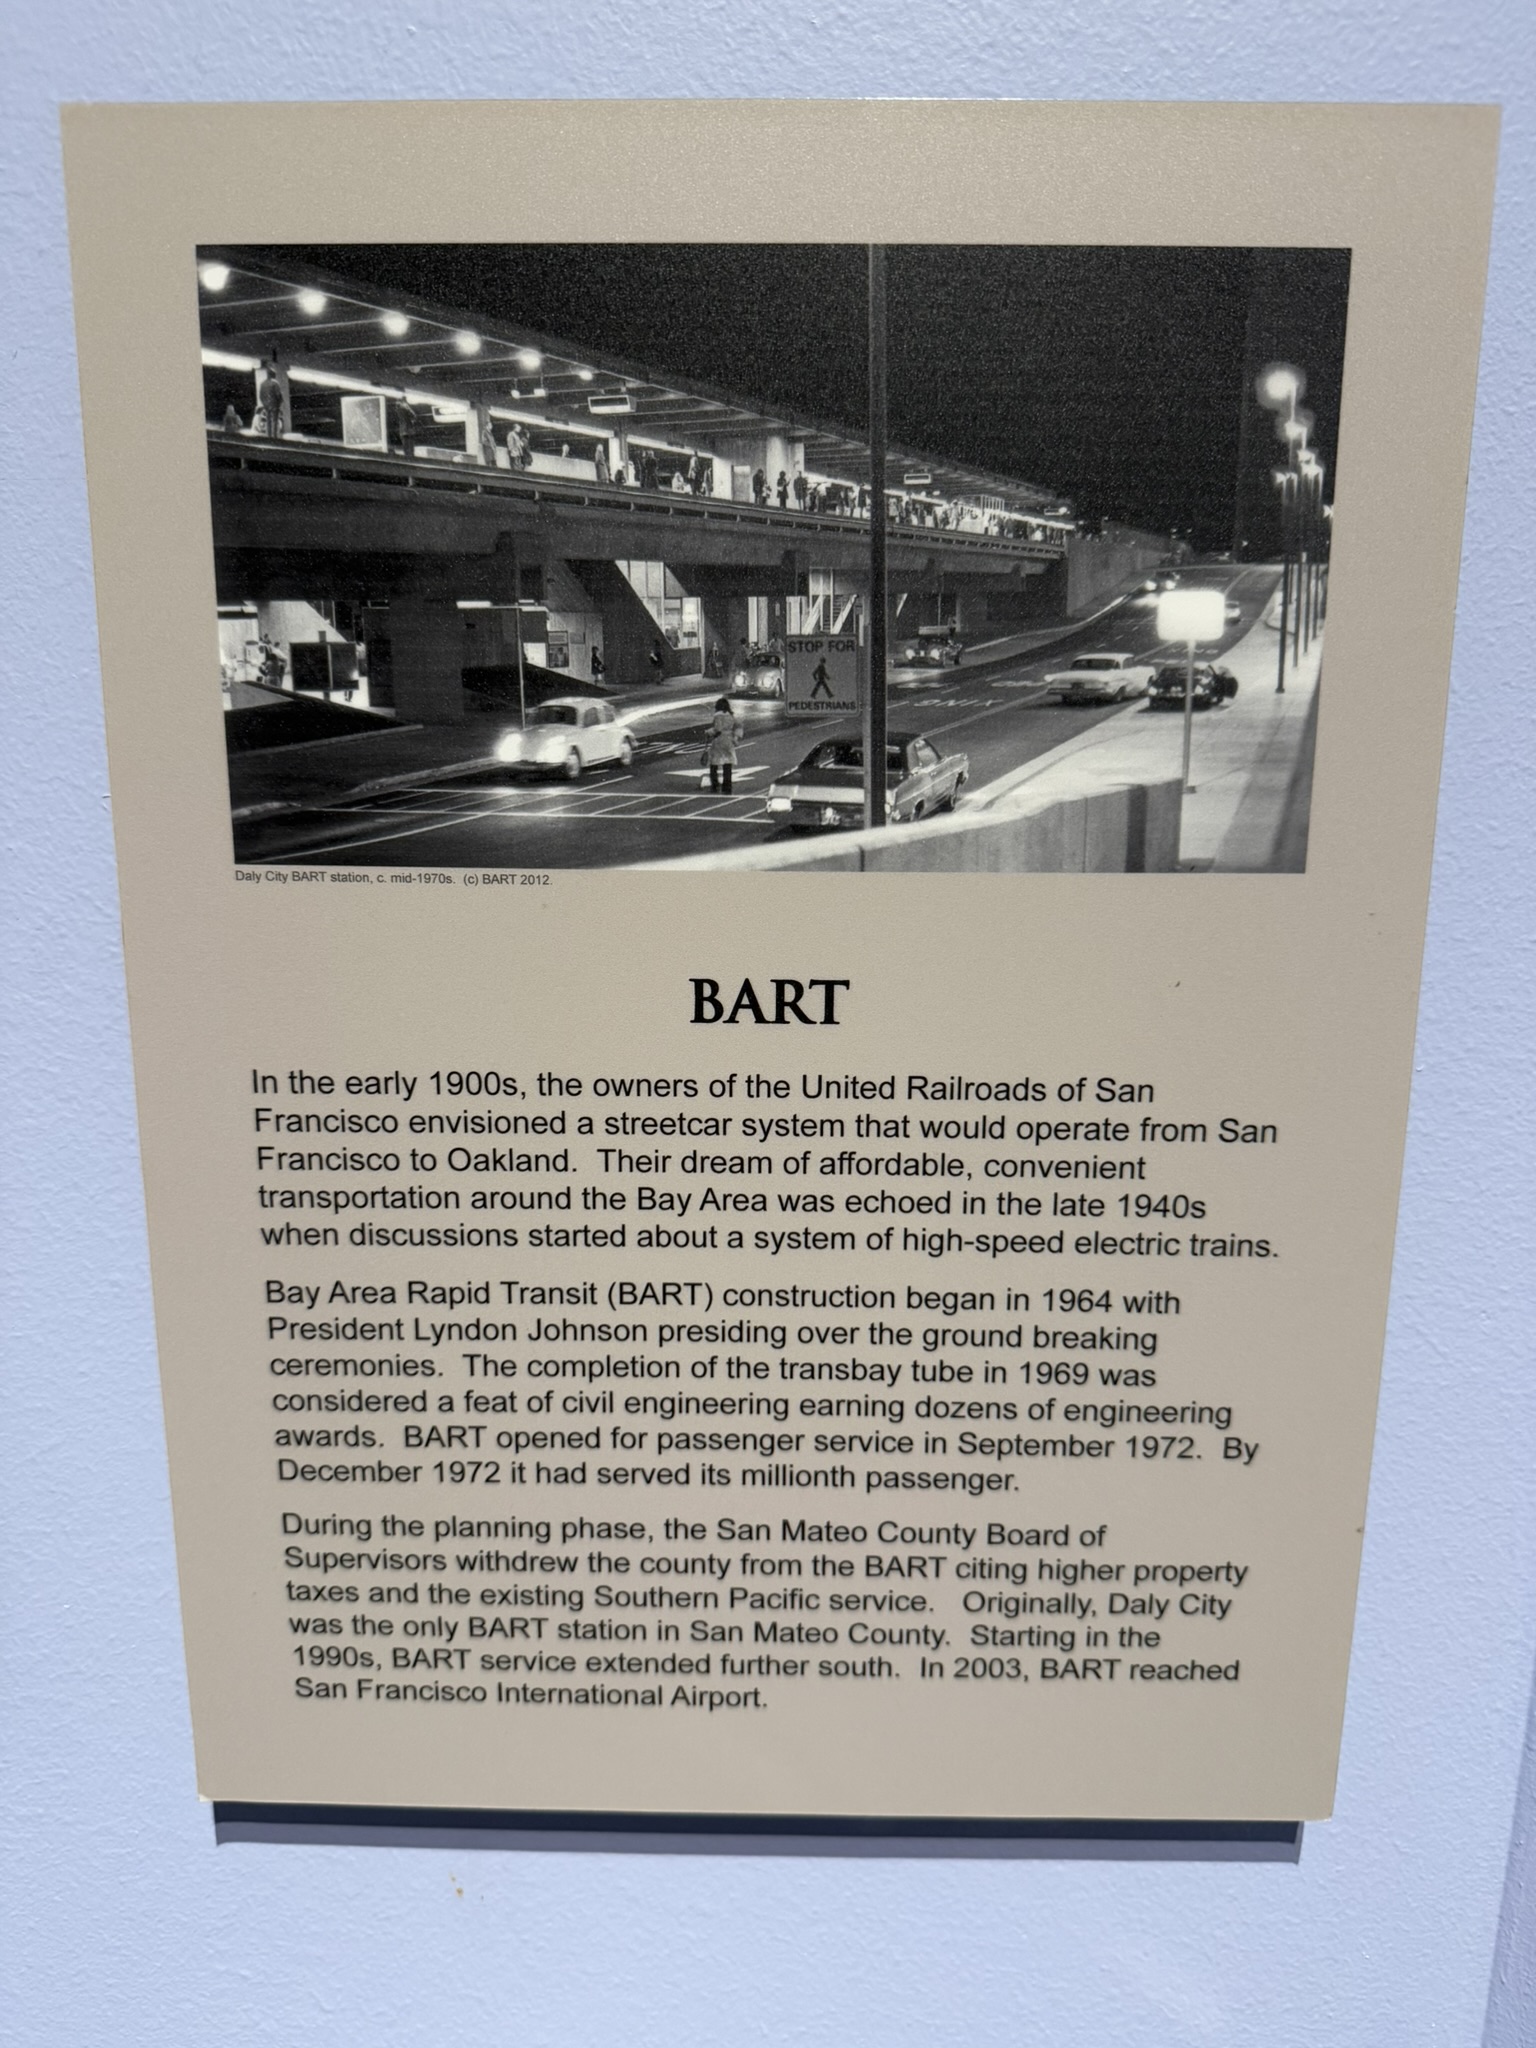 STOP FOR
PEDESTRIANS
Daly City BART station, c. mid-1970s.  (c) BART 2012.
BART
In the early 1900s, the owners of the United Railroads of San
Francisco envisioned a streetcar system that would operate from San
Francisco to Oakland.  Their dream of affordable, convenient
transportation around the Bay Area was echoed in the late 1940s
when discussions started about a system of high-speed electric trains.
Bay Area Rapid Transit (BART) construction began in 1964 with
President Lyndon Johnson presiding over the ground breaking
ceremonies.  The completion of the transbay tube in 1969 was
considered a feat of civil engineering earning dozens of engineering
awards.  BART opened for passenger service in September 1972.  By
December 1972 it had served its millionth passenger.
During the planning phase, the San Mateo County Board of
Supervisors withdrew the county from the BART citing higher property
taxes and the existing Southern Pacific service.   Originally, Daly City
was the only BART station in San Mateo County.  Starting in the
1990s, BART service extended further south.  In 2003, BART reached
San Francisco International Airport.